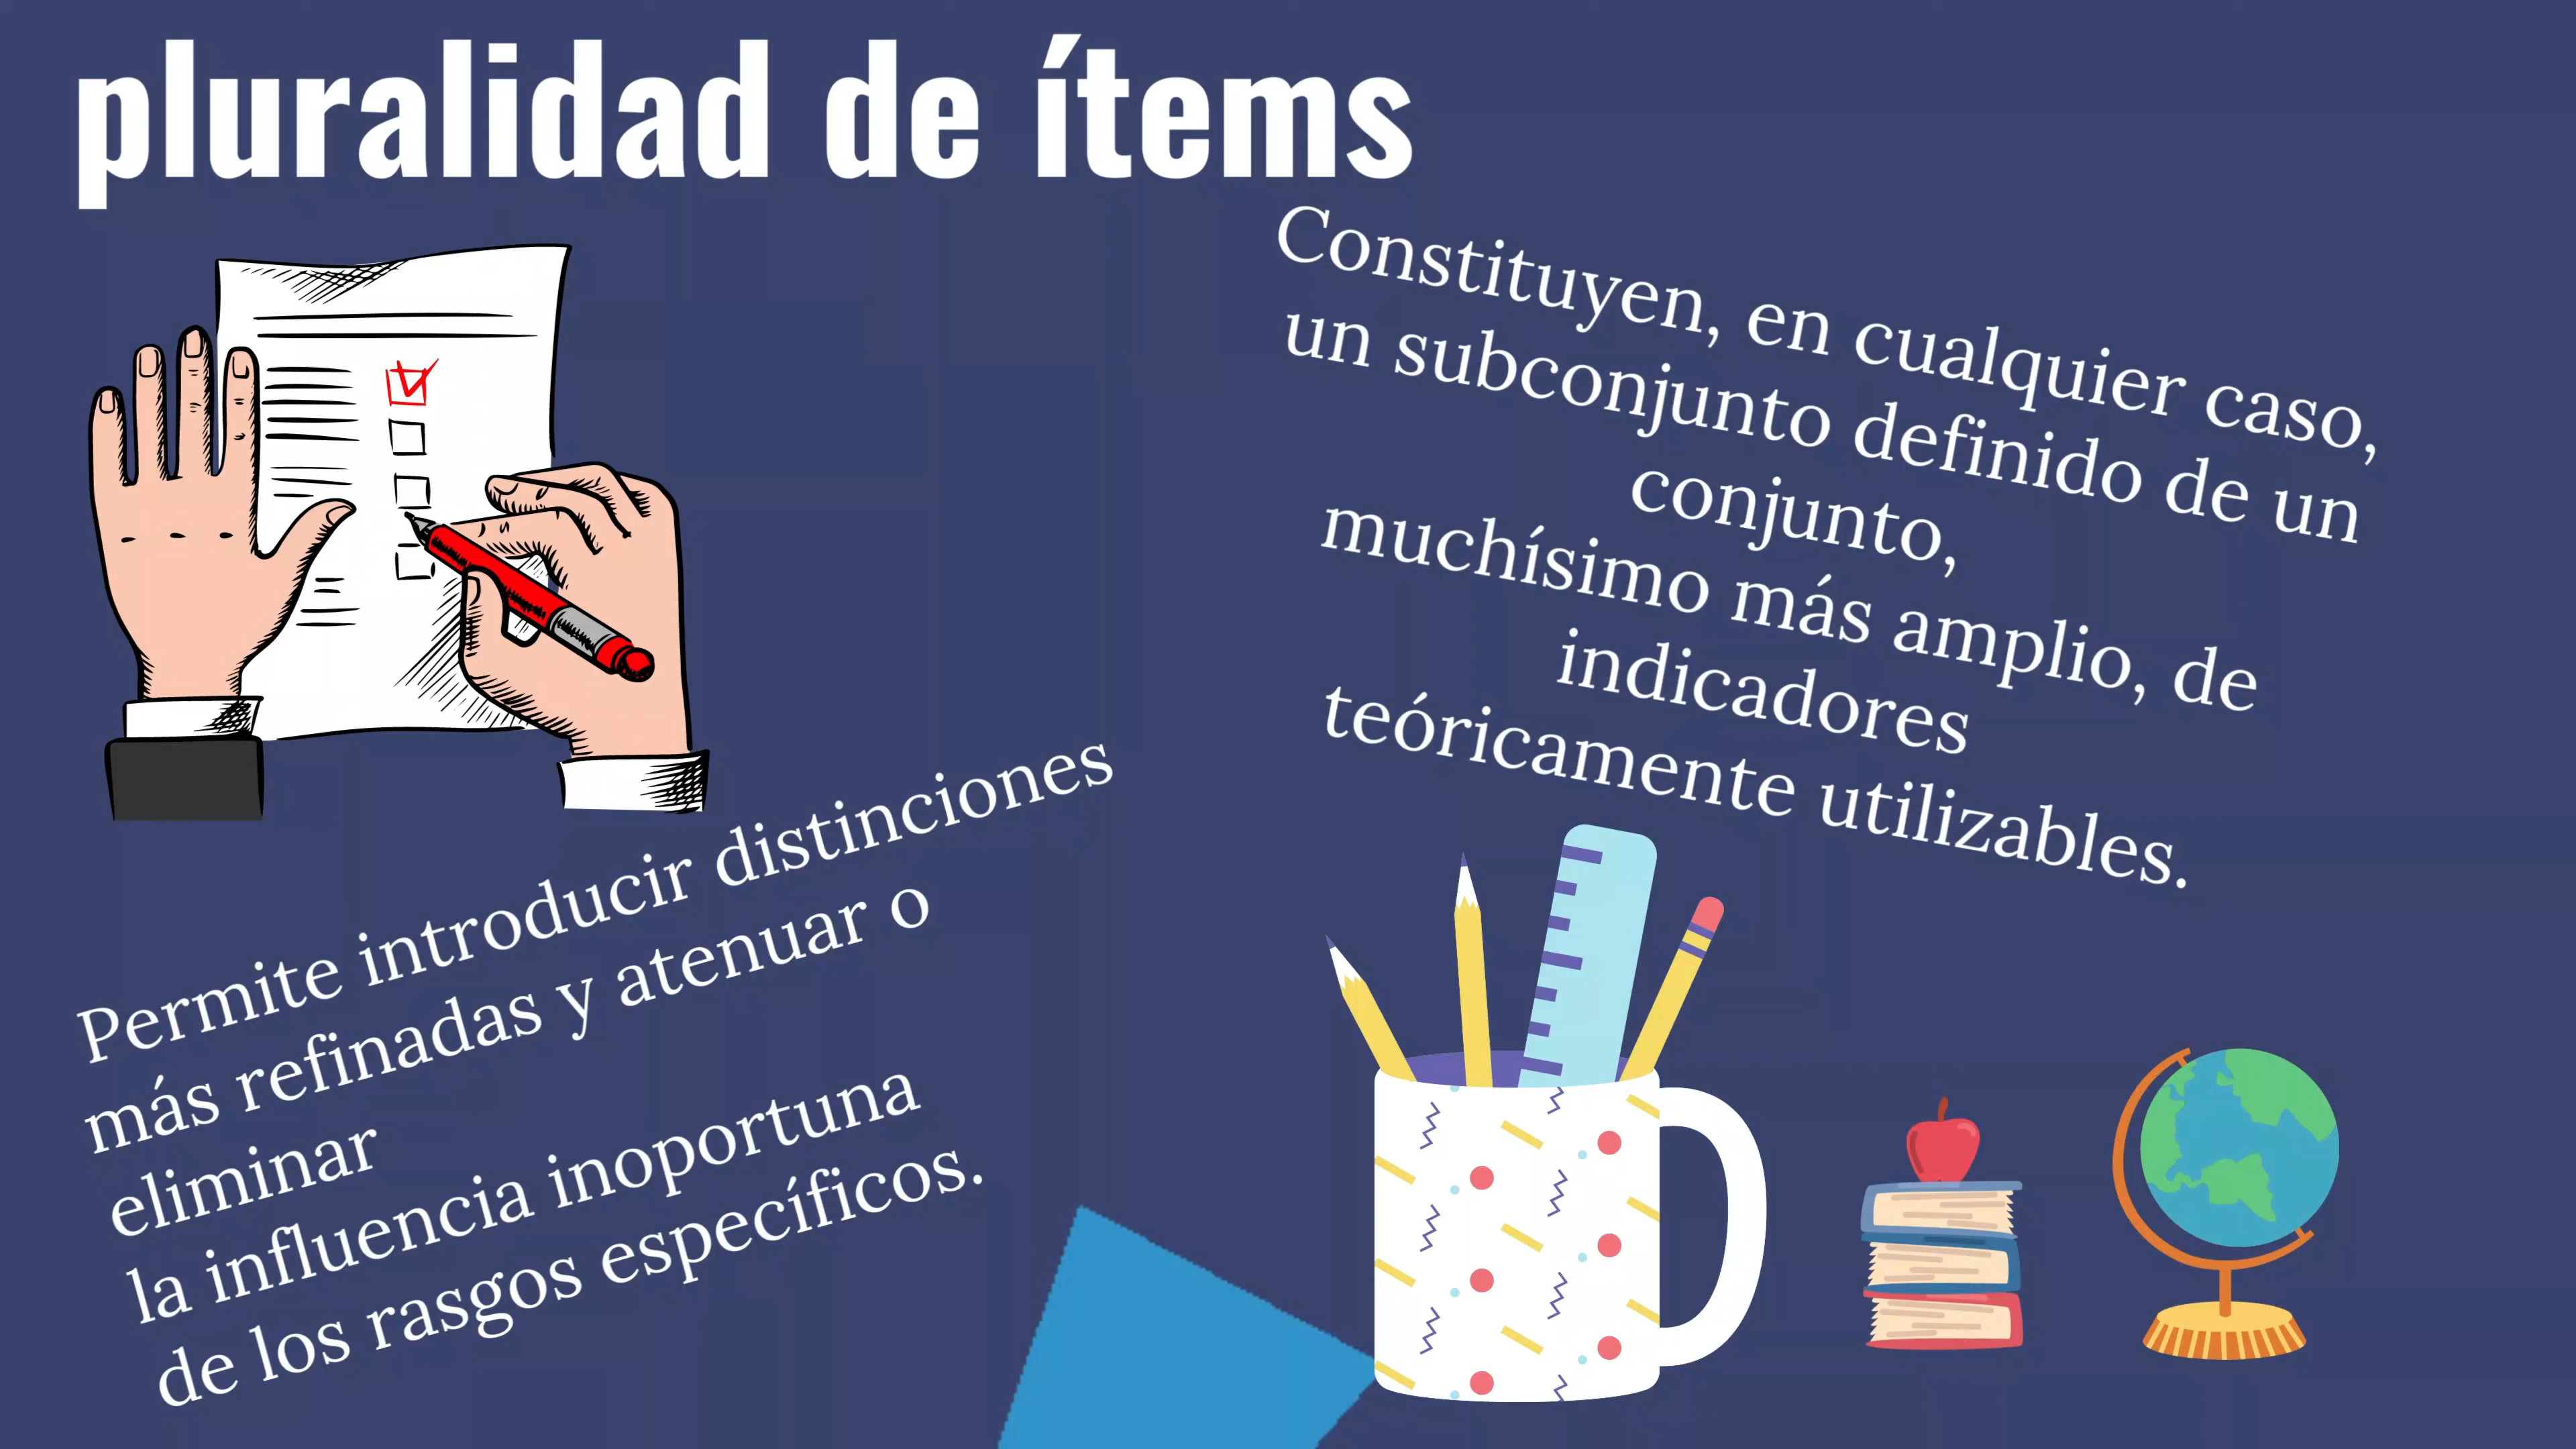 pluralidad de ítems
Constituyen, en cualquier caso,
un subconjunto definido de un
conjunto,
muchísimo más amplio, de
indicadores
teóricamente utilizables.
Permite introducir distinciones
más refinadas y atenuar o
eliminar
la influencia inoportuna
de los rasgos específicos.